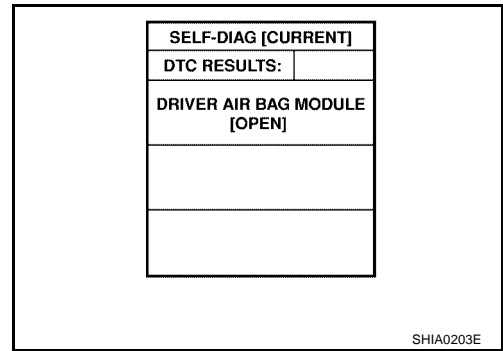 SELF-DIAG [CURRENT]
DTC RESULTS:
DRIVER AIR BAG MODULE
[OPEN]
SHIA0203E